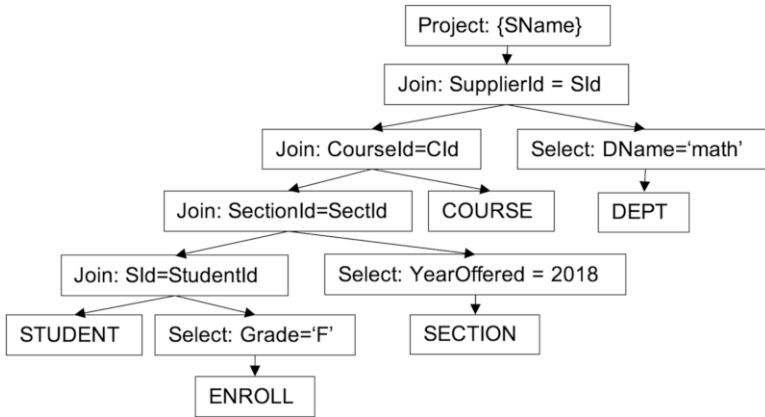 Project: {SName}
Join: SupplierId = SId
Join: CourseId=CId
Select: DName=‘math’
Join: SectionId=SectId
COURSE
DEPT
Join: SId=StudentId
Select: YearOffered = 2018
STUDENT
Select: Grade=‘F’
SECTION
ENROLL